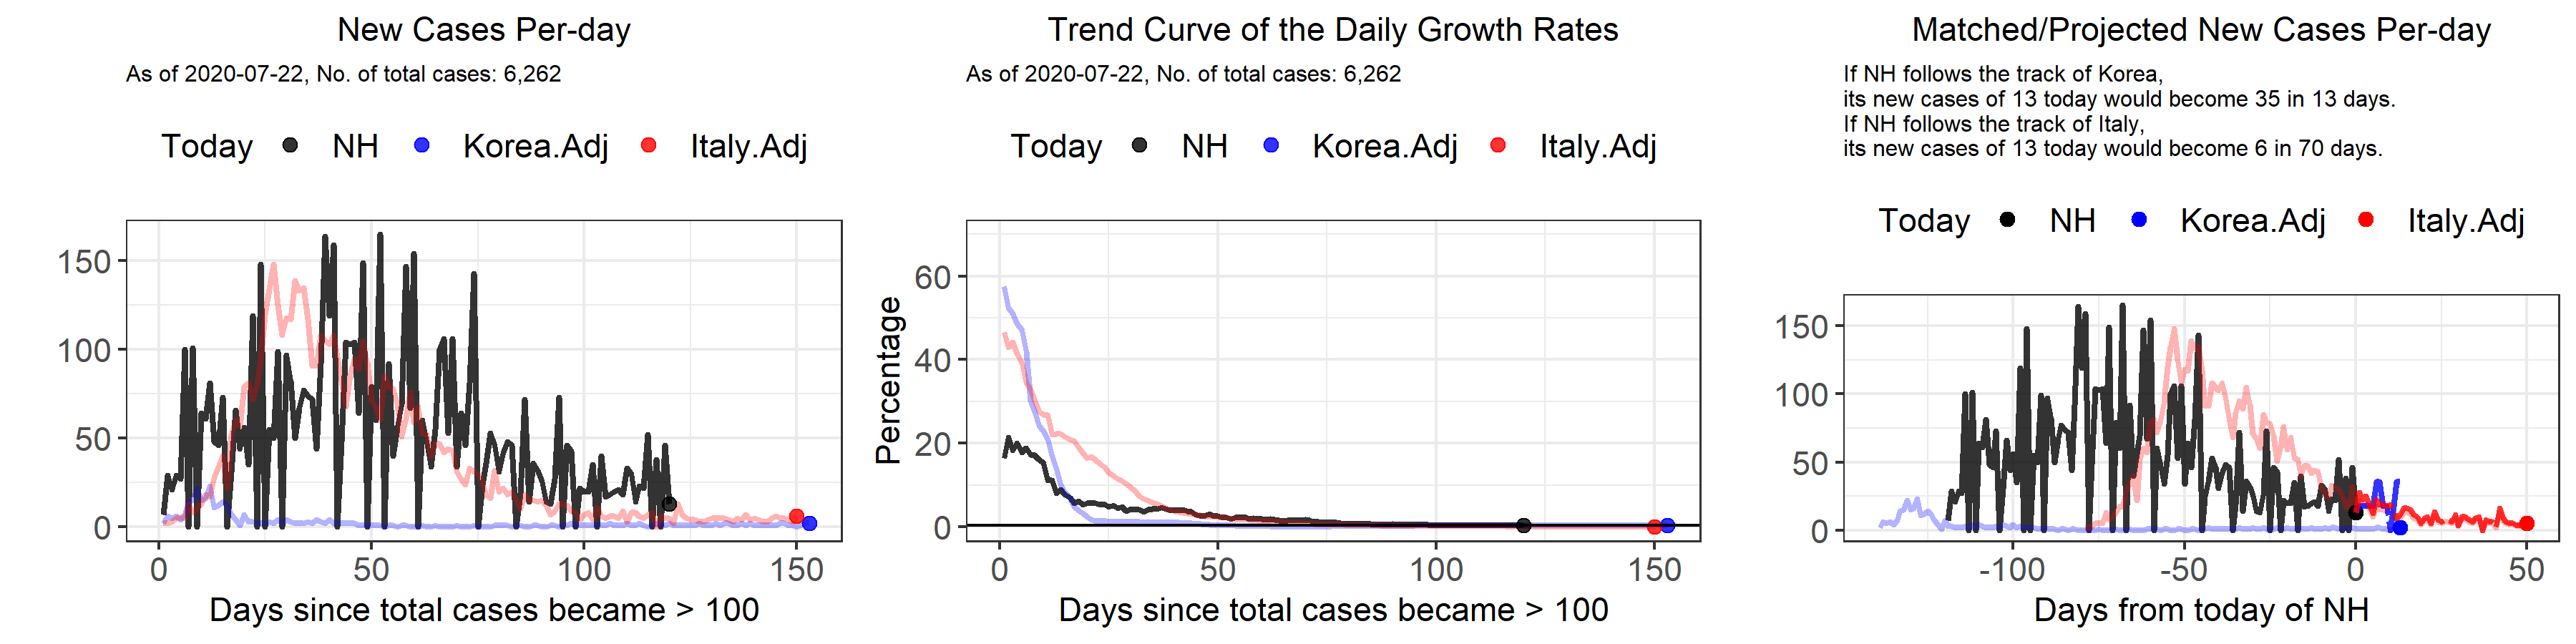 New Cases Per-day
As of 2020-07-22, No. of total cases: 6,262
Today NH Korea.Adj Italy.Adj
150
100
50
0
0 50 100 150
Days since total cases became > 100
Trend Curve of the Daily Growth Rates
As of 2020-07-22, No. of total cases: 6,262
Today NH Korea.Adj Italy.Adj
Percentage
60
40
20
0
0 50 100 150
Days since total cases became > 100
Matched/Projected New Cases Per-day
If NH follows the track of Korea,
its new cases of 13 today would become 35 in 13 days.
If NH follows the track of Italy,
its new cases of 13 today would become 6 in 70 days.
Today NH Korea.Adj Italy.Adj
150
100
50
0
-100 -50 0 50
Days from today of NH